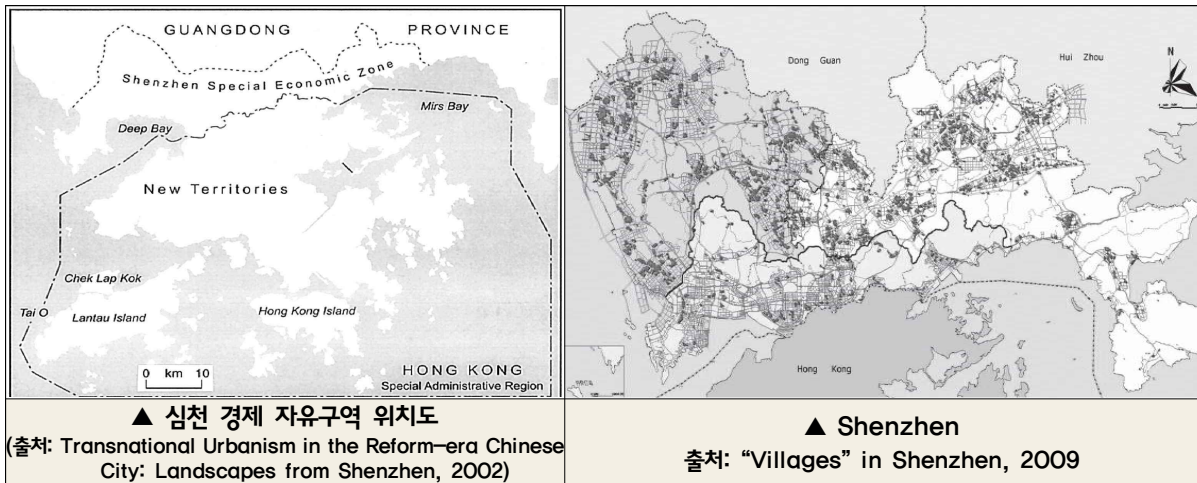 GUANGDONG PROVINCE
Shenzhen Special Economic Zone
Mirs Bay
Deep Bay
New Territories
Chek Lap Kok
Tai O
Lantau Island
Hong Kong Island
0 km 10
HONG KONG
Special Administrative Region
▲ 심천 경제 자유구역 위치도
(출처: Transnational Urbanism in the Reform-era Chinese
City: Landscapes from Shenzhen, 2002)
Dong Guan
Hui Zhou
N
Hong Kong
▲ Shenzhen
출처: “Villages” in Shenzhen, 2009